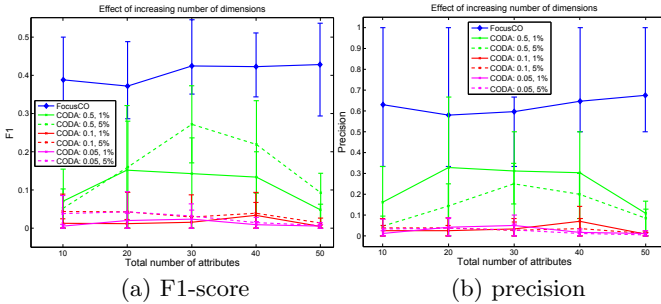 Effect of increasing number of dimensions
0.5
0.4
0.3
0.2
0.1
0
F1
FocusCO
CODA: 0.5, 1%
CODA: 0.5, 5%
CODA: 0.1, 1%
CODA: 0.1, 5%
CODA: 0.05, 1%
CODA: 0.05, 5%
10 20 30 40 50
Total number of attributes
(a) F1-score
Effect of increasing number of dimensions
1
0.9
0.8
0.7
0.6
0.5
0.4
0.3
0.2
0.1
0
Precision
FocusCO
CODA: 0.5, 1%
CODA: 0.5, 5%
CODA: 0.1, 1%
CODA: 0.1, 5%
CODA: 0.05, 1%
CODA: 0.05, 5%
10 20 30 40 50
Total number of attributes
(b) precision